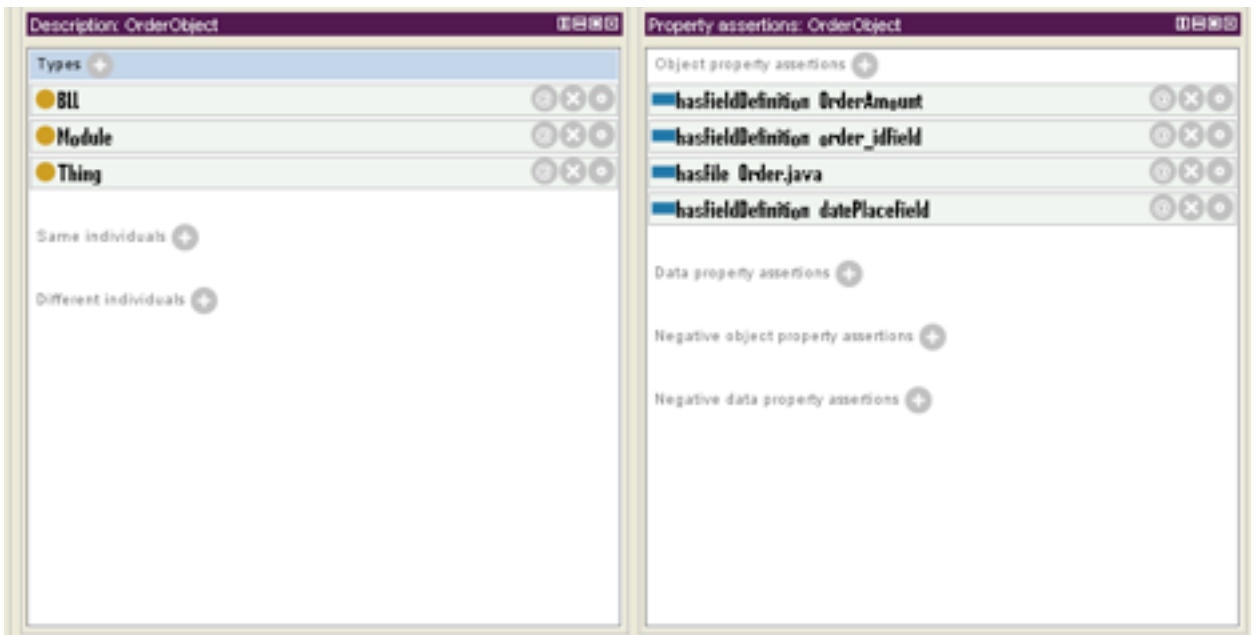 Description: OrderObject
Types
Bll
Module
Thing
Same individuals
Different individuals
Property assertions: OrderObject
Object property assertions
hasFieldDefinition OrderAmount
hasFieldDefinition order_idField
hasFile Order.java
hasFieldDefinition datePlaceField
Data property assertions
Negative object property assertions
Negative data property assertions